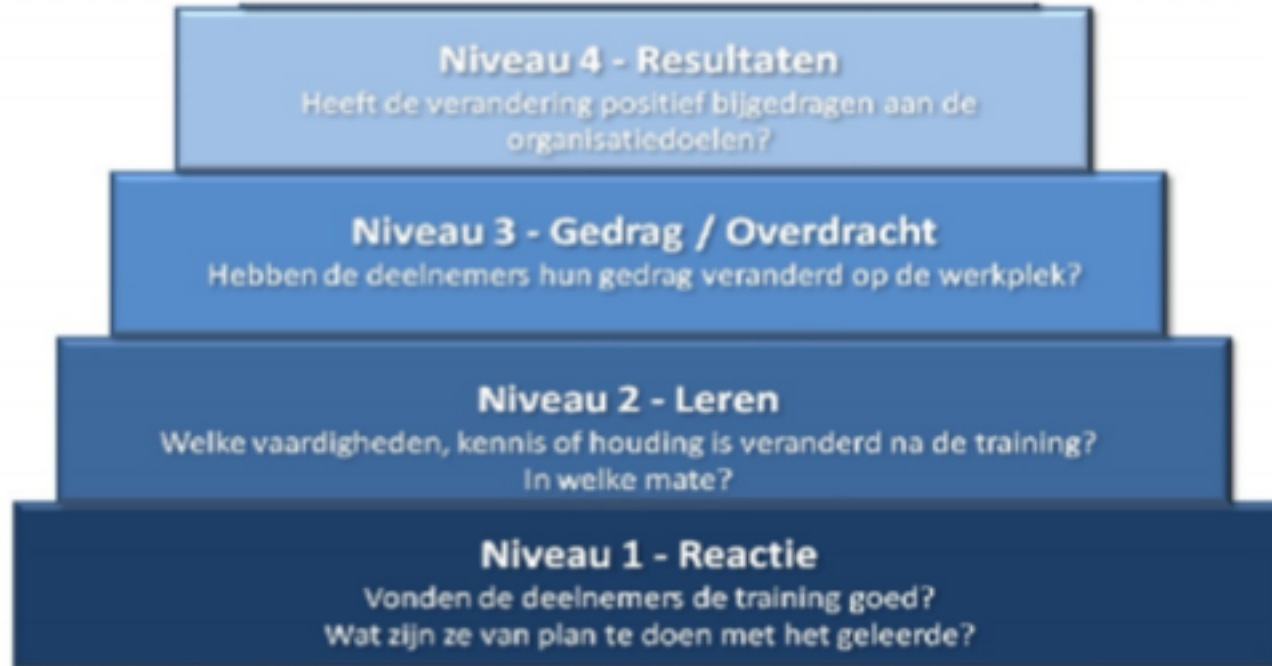 Niveau 4 - Resultaten
Heeft de verandering positief bijgedragen aan de
organisatiedoelen?
Niveau 3 - Gedrag / Overdracht
Hebben de deelnemers hun gedrag veranderd op de werkplek?
Niveau 2 - Leren
Welke vaardigheden, kennis of houding is veranderd na de training?
In welke mate?
Niveau 1 - Reactie
Vonden de deelnemers de training goed?
Wat zijn ze van plan te doen met het geleerde?